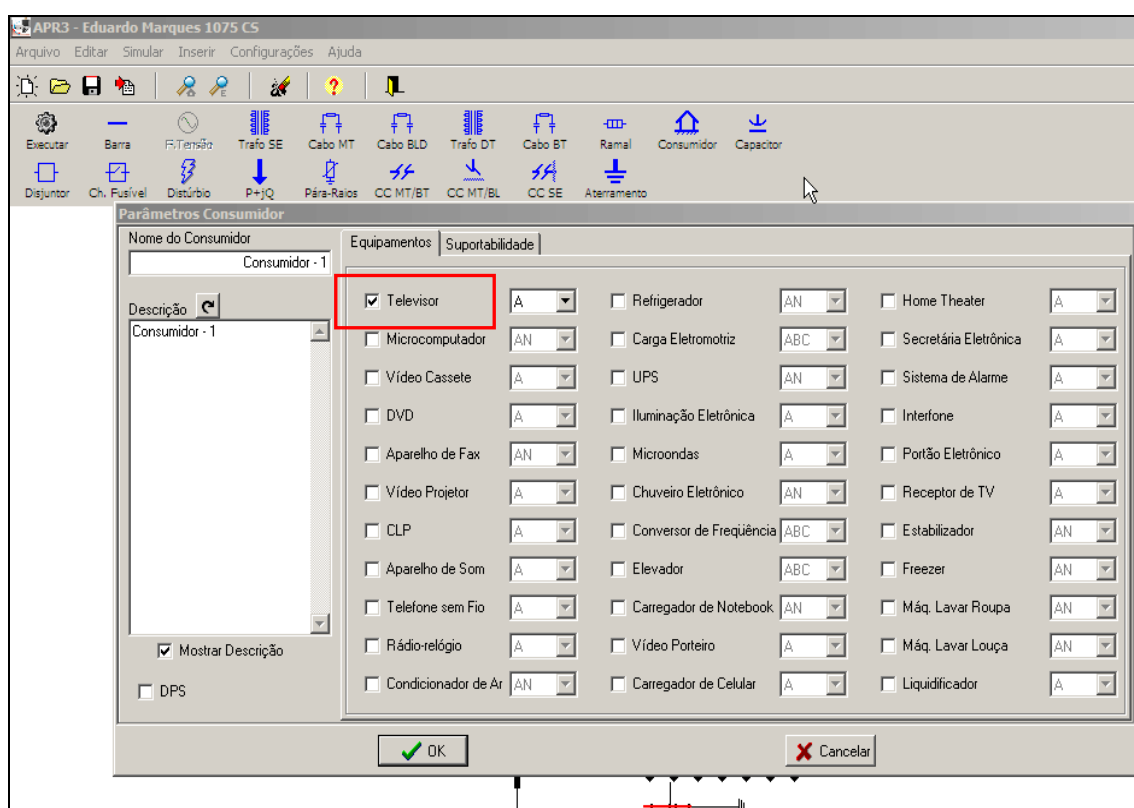 APR3 - Eduardo Marques 1075 CS
Arquivo Editar Simular Inserir Configurações Ajuda
Executar Barra F.Tensão Trafo SE Cabo MT Cabo BLD Trafo DT Cabo BT Ramal Consumidor Capacitor
Disjuntor Ch. Fusível Distúrbio P+jQ Pára-Raios CC MT/BT CC MT/BL CC SE Aterramento
Parâmetros Consumidor
Nome do Consumidor
Consumidor - 1
Descrição
Consumidor - 1
Mostrar Descrição
DPS
Equipamentos Suportabilidade
Televisor A Refrigerador AN Home Theater A
Microcomputador AN Carga Eletromotriz ABC Secretária Eletrônica A
Vídeo Cassete A UPS AN Sistema de Alarme A
DVD A Iluminação Eletrônica A Interfone A
Aparelho de Fax AN Microondas A Portão Eletrônico A
Vídeo Projetor A Chuveiro Eletrônico AN Receptor de TV A
CLP A Conversor de Freqüência ABC Estabilizador AN
Aparelho de Som A Elevador ABC Freezer AN
Telefone sem Fio A Carregador de Notebook AN Máq. Lavar Roupa AN
Rádio-relógio A Vídeo Porteiro A Máq. Lavar Louça AN
Condicionador de Ar AN Carregador de Celular A Liquidificador A
OK Cancelar